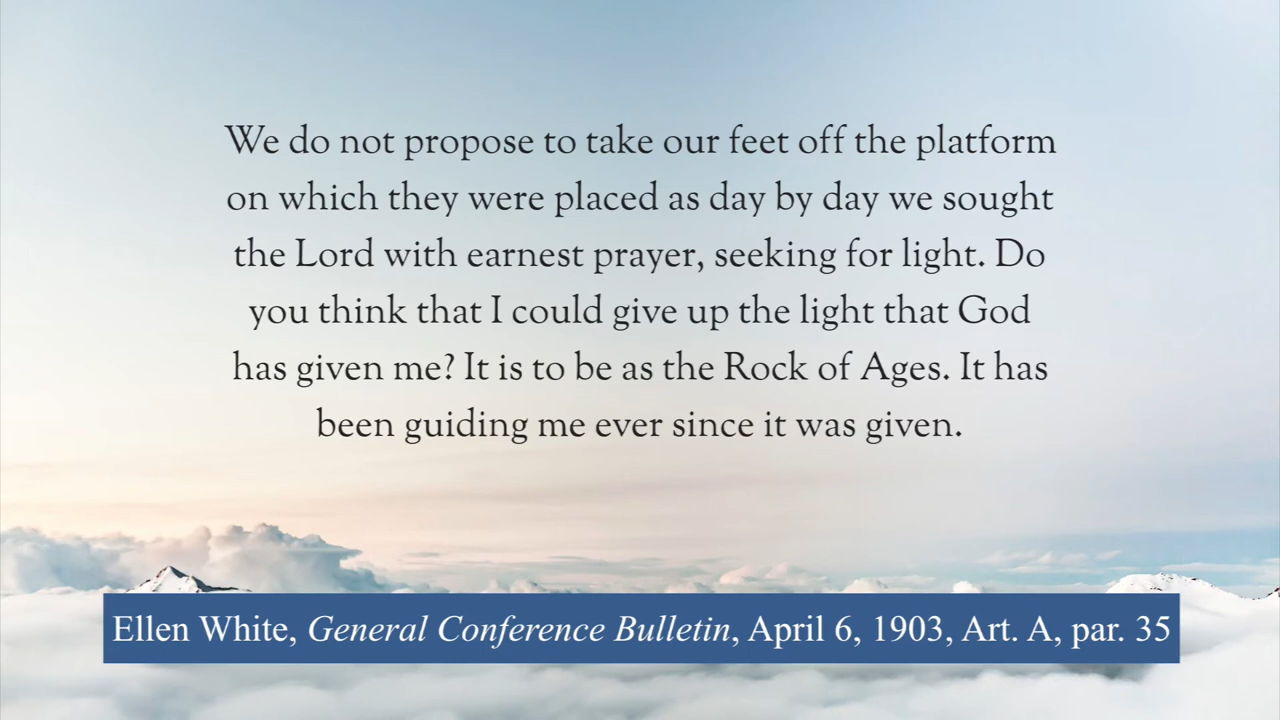 We do not propose to take our feet off the platform
on which they were placed as day by day we sought
the Lord with earnest prayer, seeking for light. Do
you think that I could give up the light that God
has given me? It is to be as the Rock of Ages. It has
been guiding me ever since it was given.
Ellen White, General Conference Bulletin, April 6, 1903, Art. A, par. 35